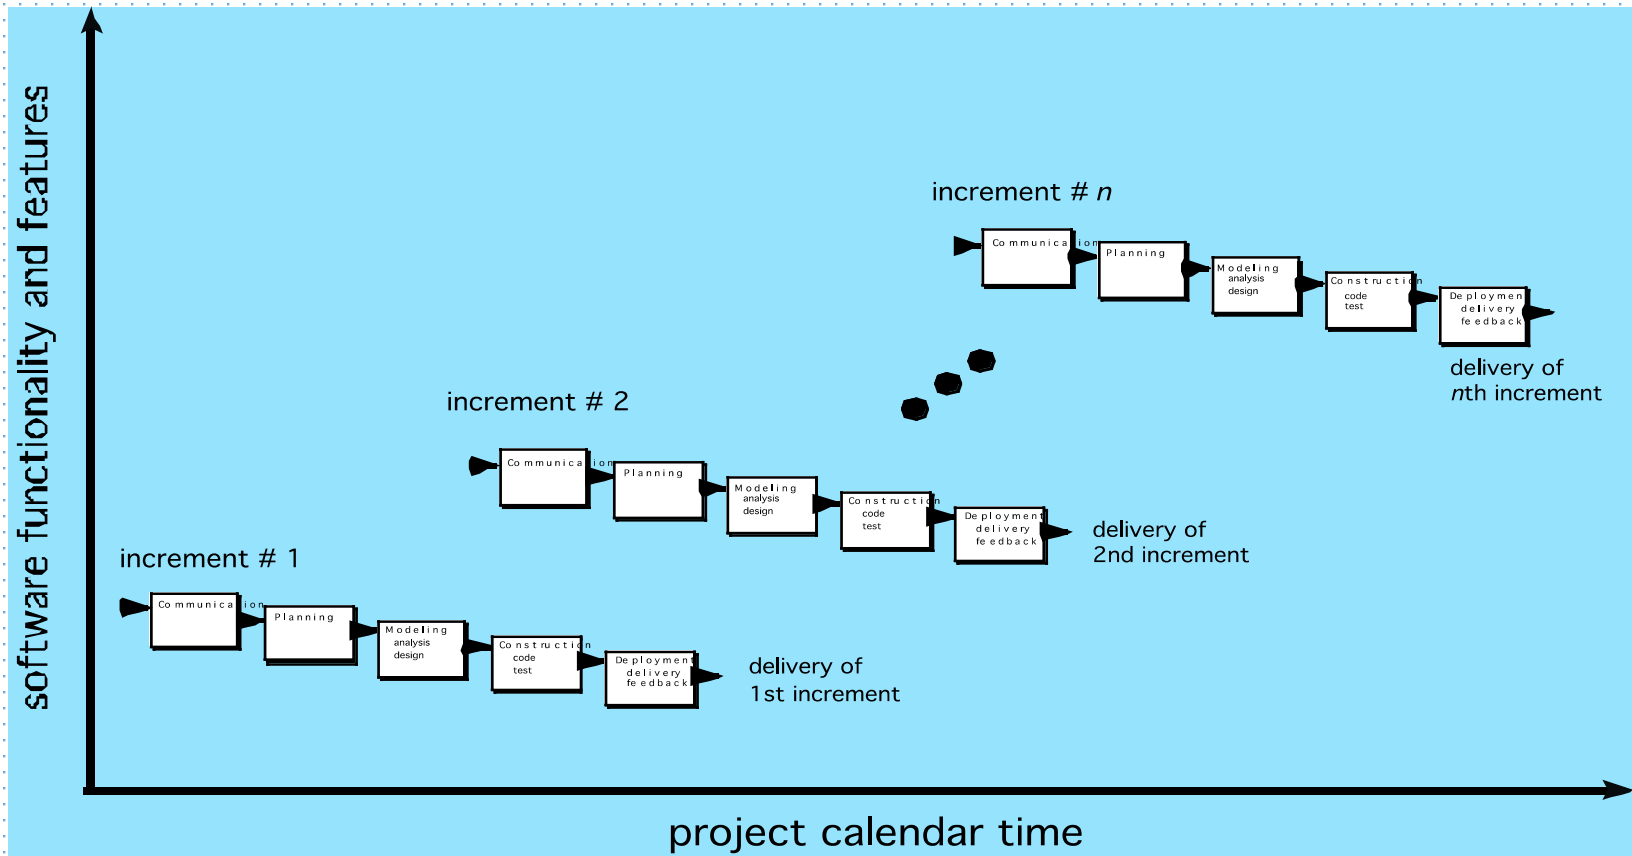 software functionality and features
increment # n
Communication
Planning
Modeling
analysis
design
Construction
code
test
Deploymen
delivery
feedback
delivery of
nth increment
increment # 2
Communication
Planning
Modeling
analysis
design
Construction
code
test
Deployment
delivery
feedback
delivery of
2nd increment
increment # 1
Communication
Planning
Modeling
analysis
design
Construction
code
test
Deployment
delivery
feedback
delivery of
1st increment
project calendar time